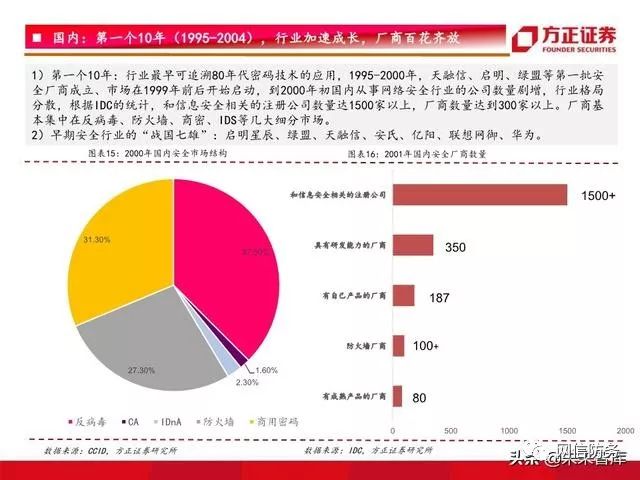 国内：第一个10年（1995-2004），行业加速成长，厂商百花齐放
方正证券
FOUNDER SECURITIES
1）第一个10年：行业最早可追溯80年代密码技术的应用，1995-2000年，天融信、启明、绿盟等第一批安
全厂商成立、市场在1999年前后开始启动，到2000年初国内从事网络安全行业的公司数量剧增，行业格局
分散，根据IDC的统计，和信息安全相关的注册公司数量达1500家以上，厂商数量达到300家以上。厂商基
本集中在反病毒、防火墙、商密、IDS等几大细分市场。
2）早期安全行业的“战国七雄”：启明星辰、绿盟、天融信、安氏、亿阳、联想网御、华为。
图表15：2000年国内安全市场结构
图表16：2001年国内安全厂商数量
31.30%
37.50%
27.30%
1.60%
2.30%
反病毒 CA IDnA 防火墙 商用密码
和信息安全相关的注册公司 1500+
具有研发能力的厂商 350
有自己产品的厂商 187
防火墙厂商 100+
有成熟产品的厂商 80
0 500 1000 1500 2000
数据来源：CCID，方正证券研究所
数据来源：IDC，方正证券研究所
网信防务
头条@未来智库